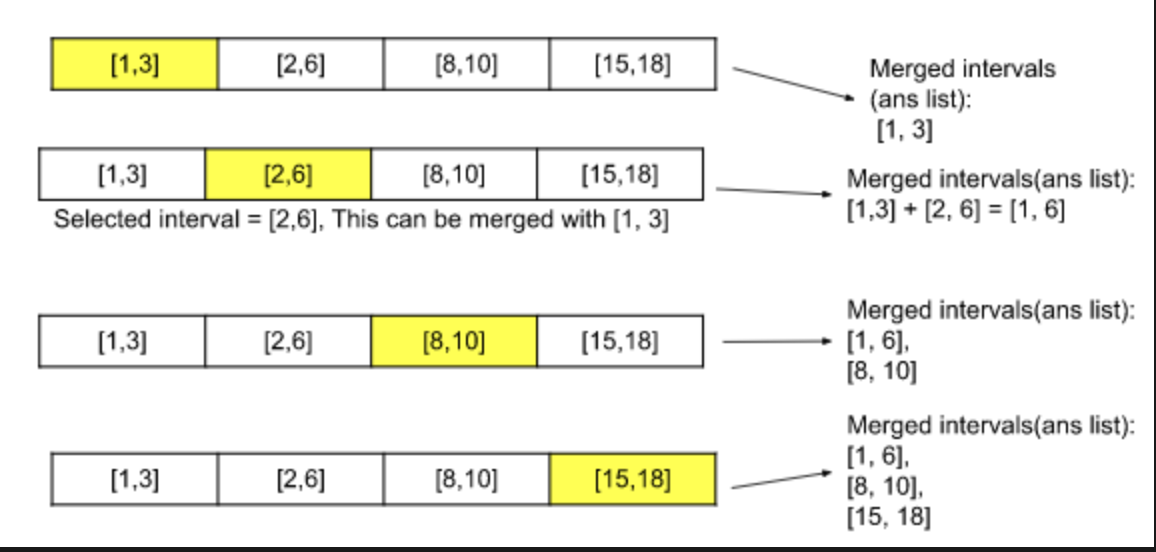 [1,3] [2,6] [8,10] [15,18]
Merged intervals
(ans list):
[1, 3]
[1,3] [2,6] [8,10] [15,18]
Selected interval = [2,6], This can be merged with [1, 3]
Merged intervals(ans list):
[1,3] + [2, 6] = [1, 6]
[1,3] [2,6] [8,10] [15,18]
Merged intervals(ans list):
[1, 6],
[8, 10]
[1,3] [2,6] [8,10] [15,18]
Merged intervals(ans list):
[1, 6],
[8, 10],
[15, 18]